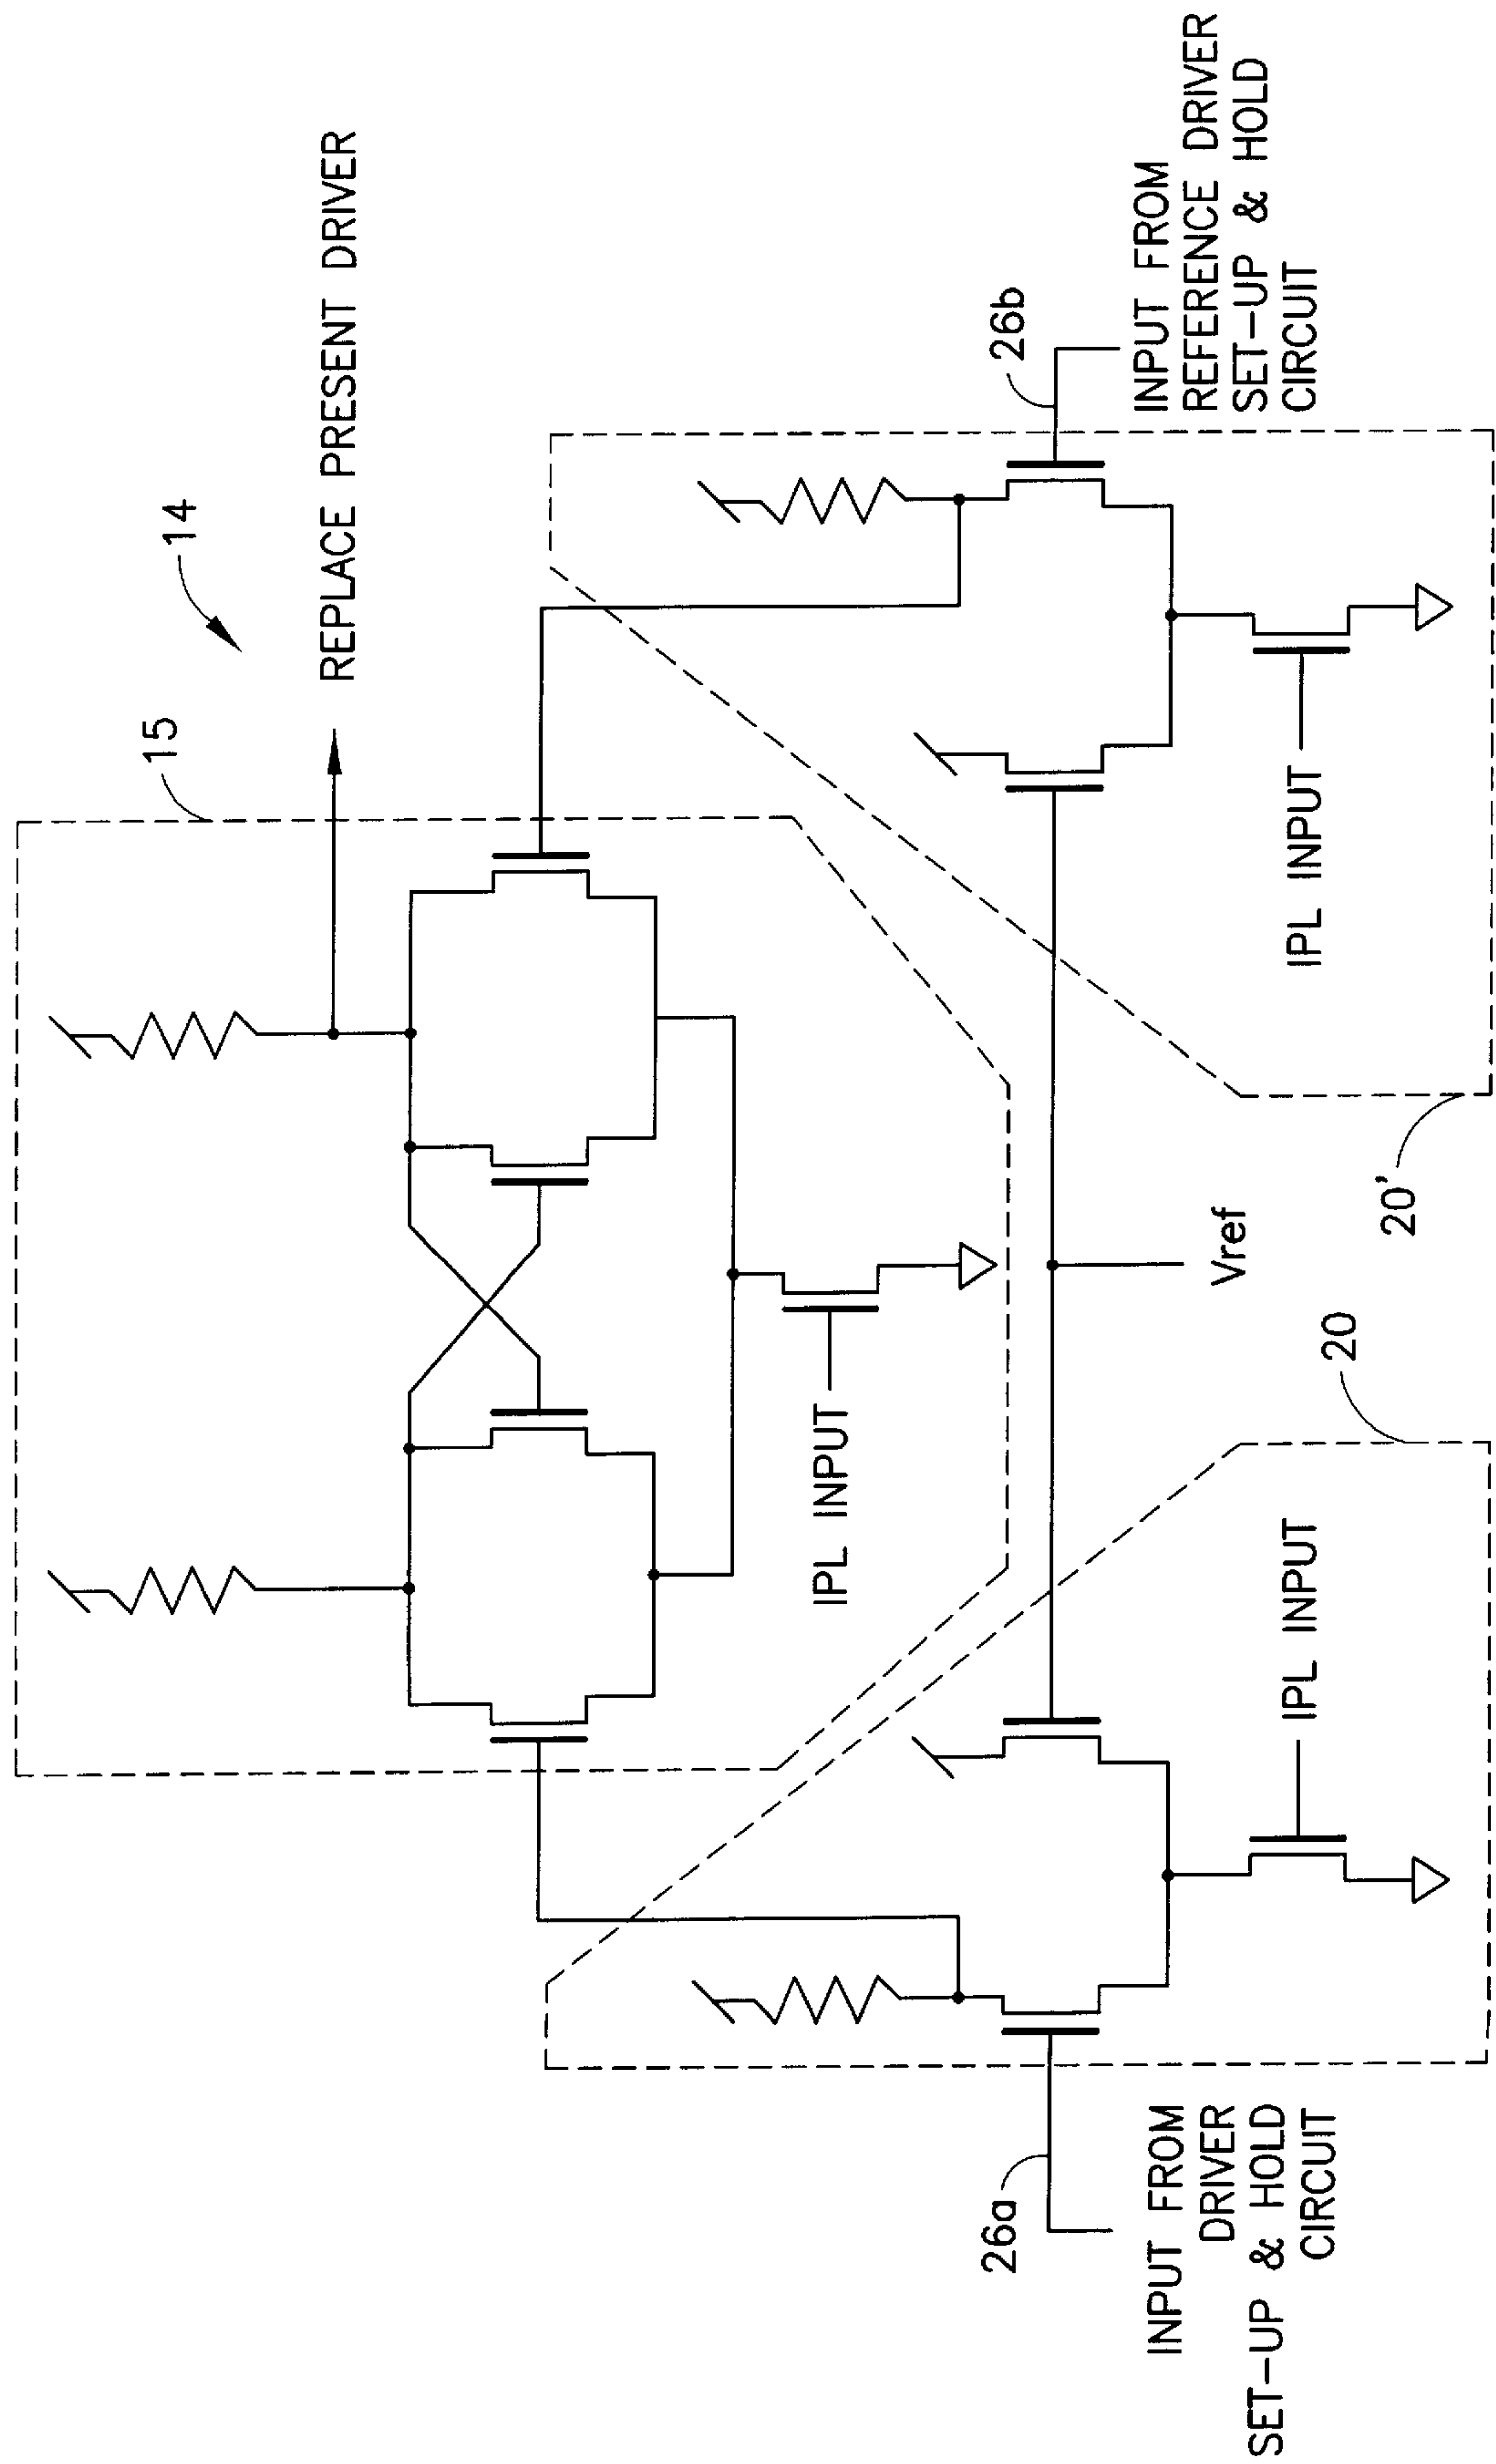 14
15
REPLACE PRESENT DRIVER
IPL INPUT
26a
26b
INPUT FROM
DRIVER
SET-UP & HOLD
CIRCUIT
INPUT FROM
REFERENCE DRIVER
SET-UP & HOLD
CIRCUIT
Vref
IPL INPUT
IPL INPUT
20
20'